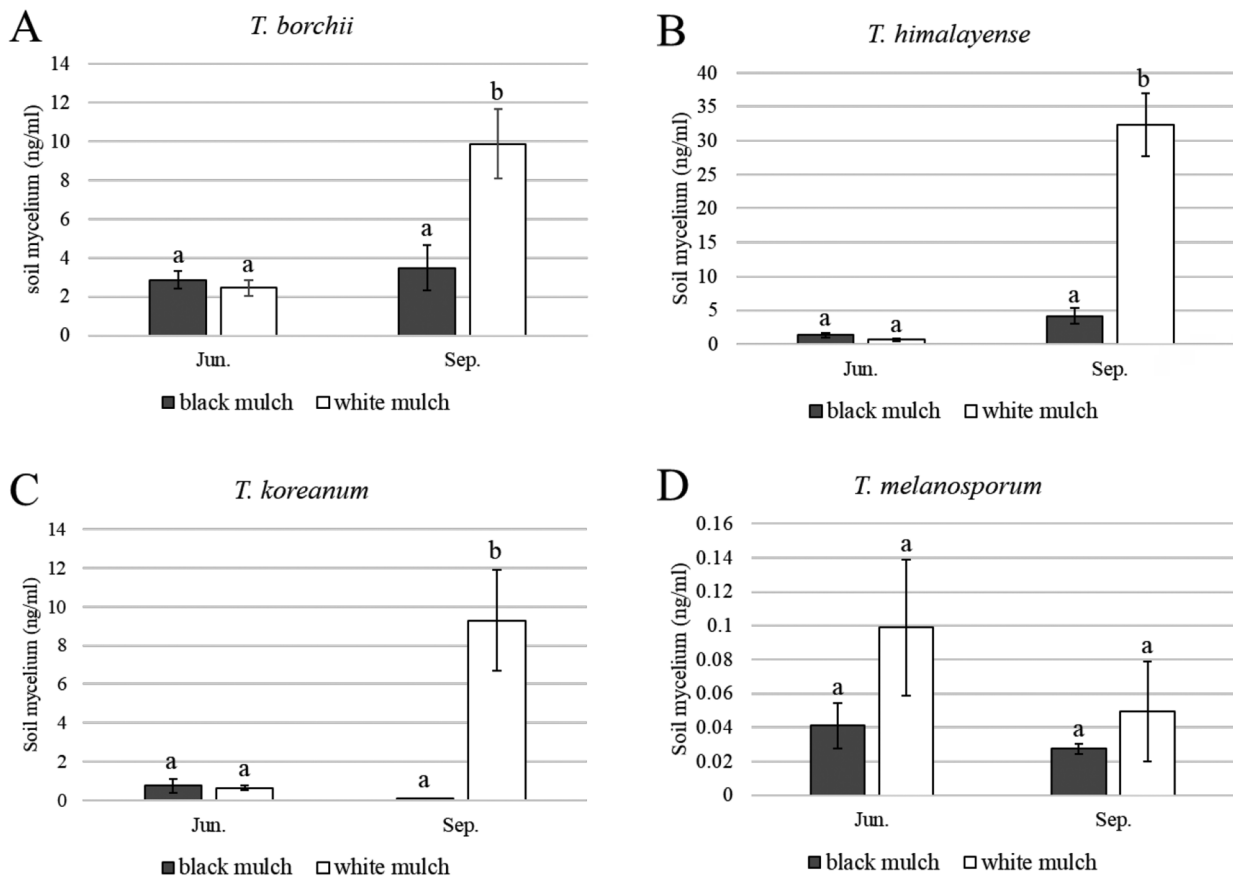 A
T. borchii
soil mycelium (ng/ml)
14
12
10
8
6
4
2
0
a
a
a
b
Jun.
Sep.
black mulch
white mulch
B
T. himalayense
Soil mycelium (ng/ml)
40
35
30
25
20
15
10
5
0
a
a
a
b
Jun.
Sep.
black mulch
white mulch
C
T. koreanum
Soil mycelium (ng/ml)
14
12
10
8
6
4
2
0
a
a
a
b
Jun.
Sep.
black mulch
white mulch
D
T. melanosporum
Soil mycelium (ng/ml)
0.16
0.14
0.12
0.1
0.08
0.06
0.04
0.02
0
a
a
a
a
Jun.
Sep.
black mulch
white mulch